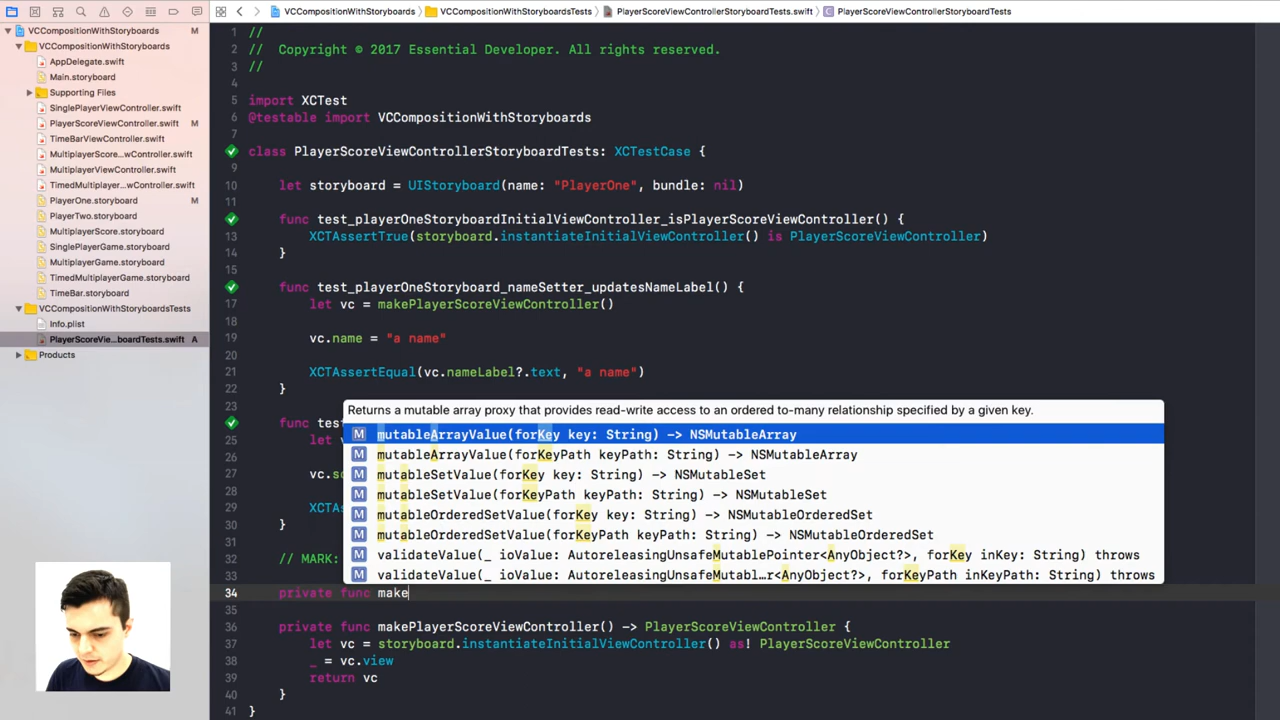 VCCompositionWithStoryboards
VCCompositionWithStoryboardsTests
PlayerScoreViewControllerStoryboardTests.swift
PlayerScoreViewControllerStoryboardTests
VCCompositionWithStoryboards M
VCCompositionWithStoryboards
AppDelegate.swift
Main.storyboard
Supporting Files
SinglePlayerViewController.swift
PlayerScoreViewController.swift M
TimeBarViewController.swift
MultiplayerScore...wController.swift
MultiplayerViewController.swift
TimedMultiplayer...wController.swift
PlayerOne.storyboard M
PlayerTwo.storyboard
MultiplayerScore.storyboard
SinglePlayerGame.storyboard
MultiplayerGame.storyboard
TimedMultiplayerGame.storyboard
TimeBar.storyboard
VCCompositionWithStoryboardsTests
Info.plist
PlayerScoreVie...boardTests.swift A
Products
1 //
2 // Copyright © 2017 Essential Developer. All rights reserved.
3 //
4
5 import XCTest
6 @testable import VCCompositionWithStoryboards
7
8 class PlayerScoreViewControllerStoryboardTests: XCTestCase {
9
10 let storyboard = UIStoryboard(name: "PlayerOne", bundle: nil)
11
12 func test_playerOneStoryboardInitialViewController_isPlayerScoreViewController() {
13 XCTAssertTrue(storyboard.instantiateInitialViewController() is PlayerScoreViewController)
14 }
15
16 func test_playerOneStoryboard_nameSetter_updatesNameLabel() {
17 let vc = makePlayerScoreViewController()
18
19 vc.name = "a name"
20
21 XCTAssertEqual(vc.nameLabel?.text, "a name")
22 }
23
24 func tes
25 let v
26
27 vc.sc
28
29 XCTA
30 }
31
32 // MARK:
33
34 private func make
35
36 private func makePlayerScoreViewController() -> PlayerScoreViewController {
37 let vc = storyboard.instantiateInitialViewController() as! PlayerScoreViewController
38 _ = vc.view
39 return vc
40 }
41 }
Returns a mutable array proxy that provides read-write access to an ordered to-many relationship specified by a given key.
M mutableArrayValue(forKey key: String) -> NSMutableArray
M mutableArrayValue(forKeyPath keyPath: String) -> NSMutableArray
M mutableSetValue(forKey key: String) -> NSMutableSet
M mutableSetValue(forKeyPath keyPath: String) -> NSMutableSet
M mutableOrderedSetValue(forKey key: String) -> NSMutableOrderedSet
M mutableOrderedSetValue(forKeyPath keyPath: String) -> NSMutableOrderedSet
M validateValue(_ ioValue: AutoreleasingUnsafeMutablePointer<AnyObject?>, forKey inKey: String) throws
M validateValue(_ ioValue: AutoreleasingUnsafeMutabl...r<AnyObject?>, forKeyPath inKeyPath: String) throws